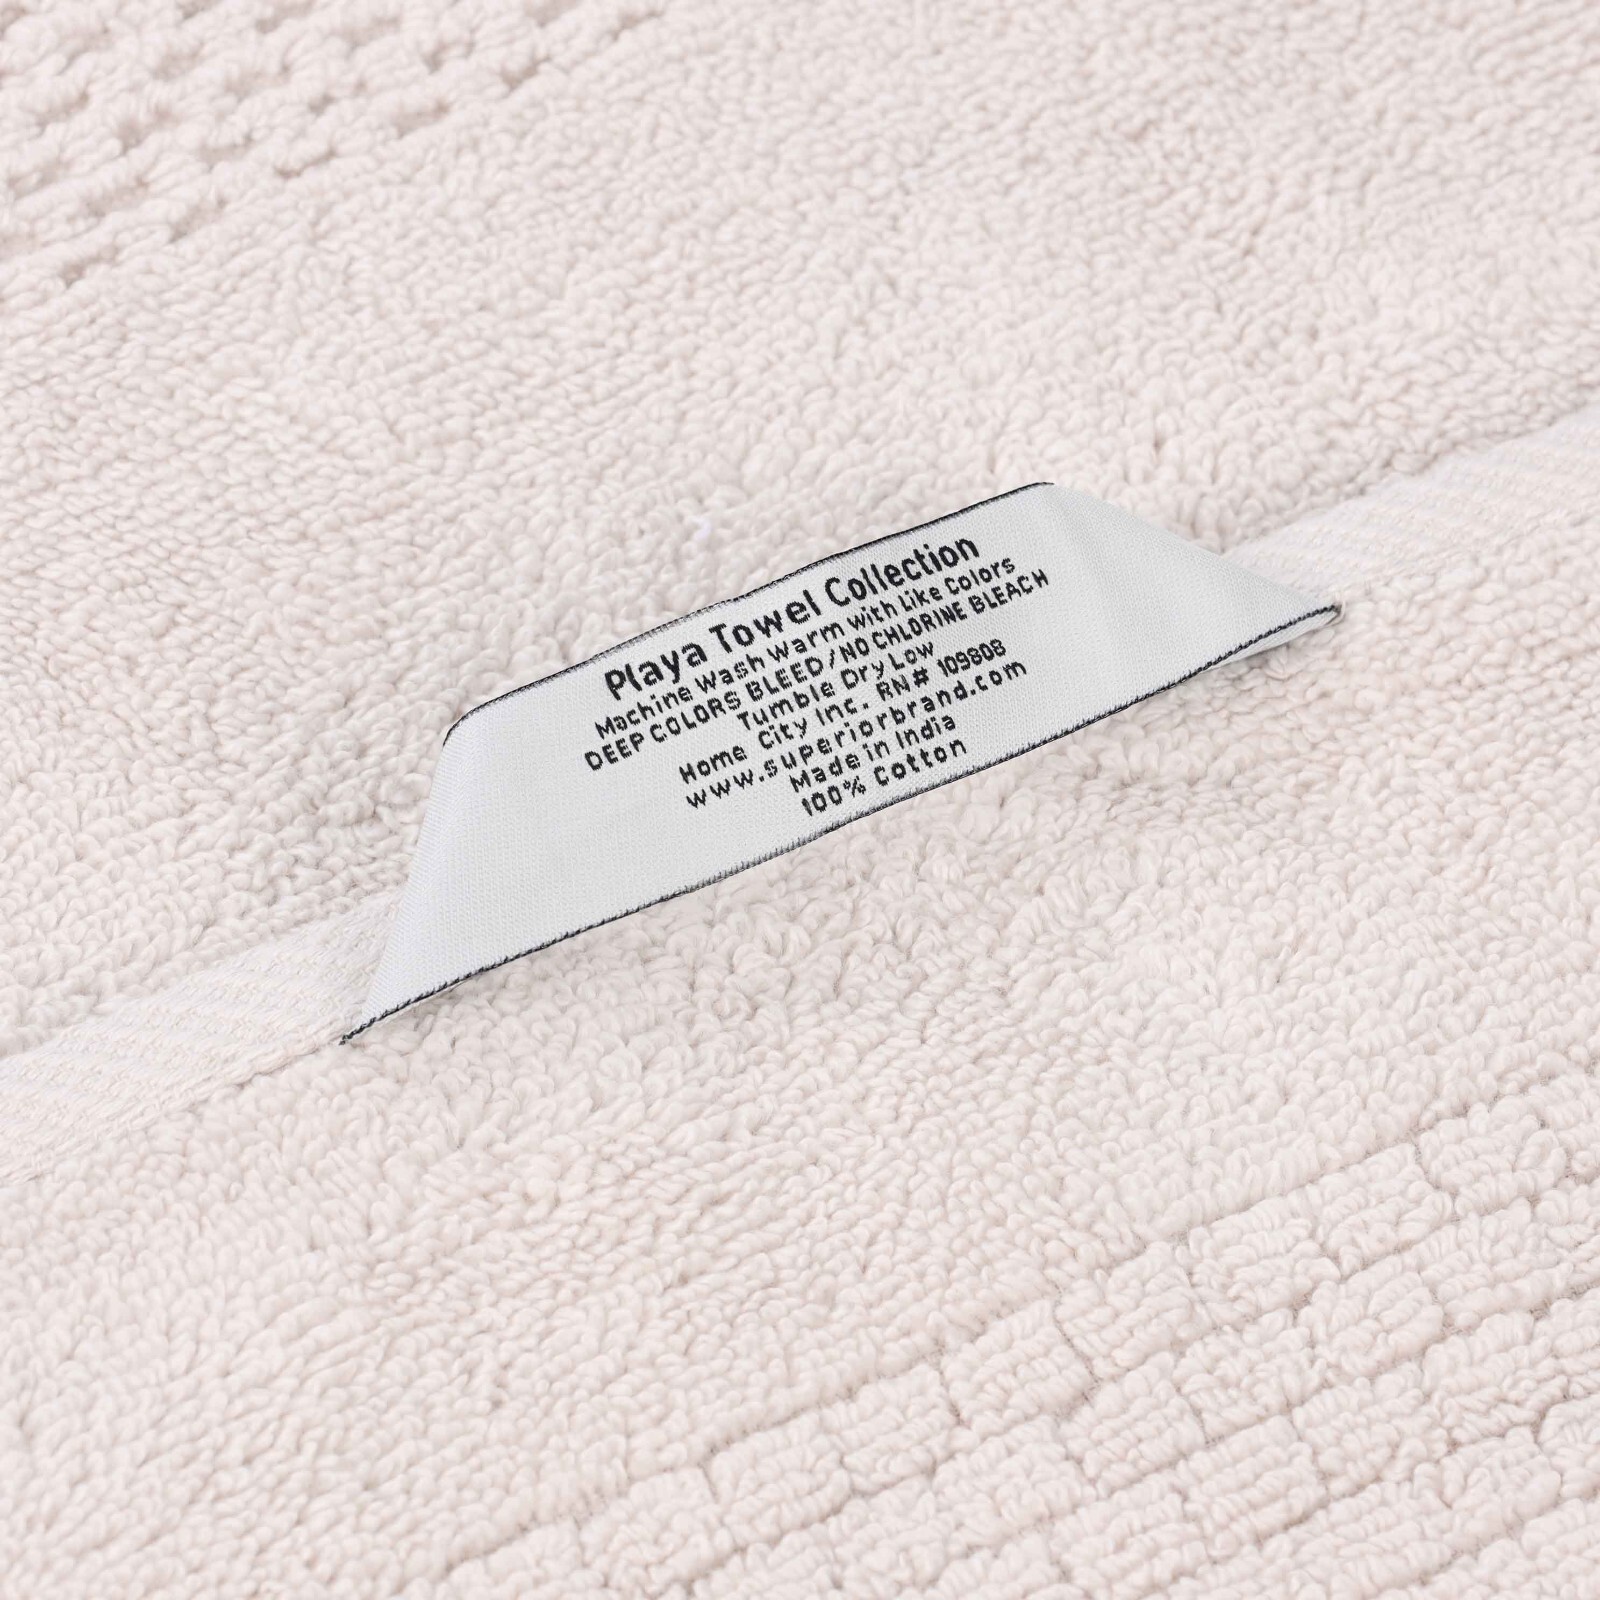 Playa Towel Collection
Machine Wash Warm with Like Colors
DEEP COLORS BLEED / NO CHLORINE BLEACH
Tumble Dry Low
Home City Inc. RN# 109808
www.superiorbrand.com
Made in India
100% Cotton